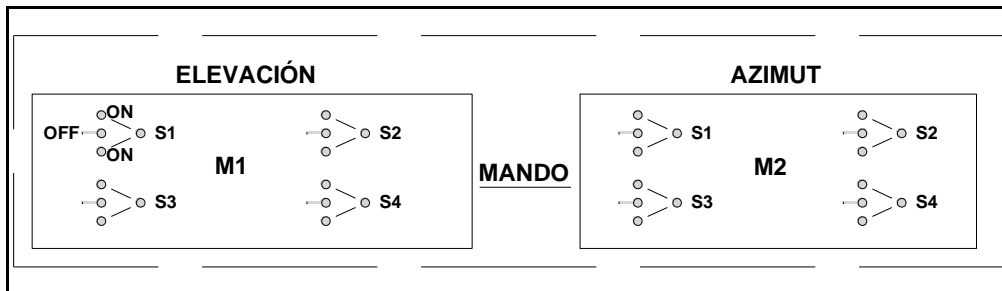 ELEVACIÓN
AZIMUT
ON
OFF
S1
ON
S2
M1
S3
S4
MANDO
S1
S2
M2
S3
S4